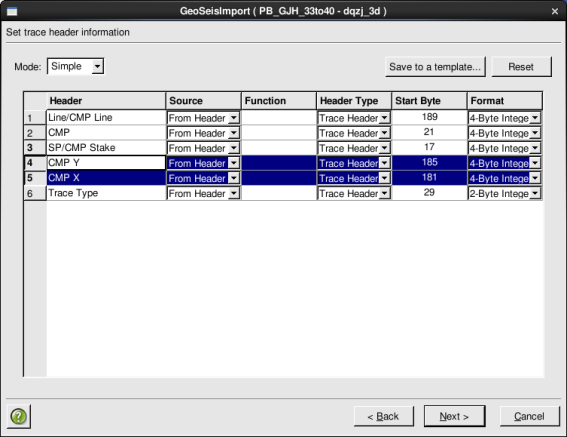 GeoSeisImport ( PB_GJH_33to40 - dqzj_3d )
Set trace header information
Mode: Simple Save to a template... Reset
Header Source Function Header Type Start Byte Format
1 Line/CMP Line From Header Trace Header 189 4-Byte Intege
2 CMP From Header Trace Header 21 4-Byte Intege
3 SP/CMP Stake From Header Trace Header 17 4-Byte Intege
4 CMP Y From Header Trace Header 185 4-Byte Intege
5 CMP X From Header Trace Header 181 4-Byte Intege
6 Trace Type From Header Trace Header 29 2-Byte Intege
? < Back Next > Cancel